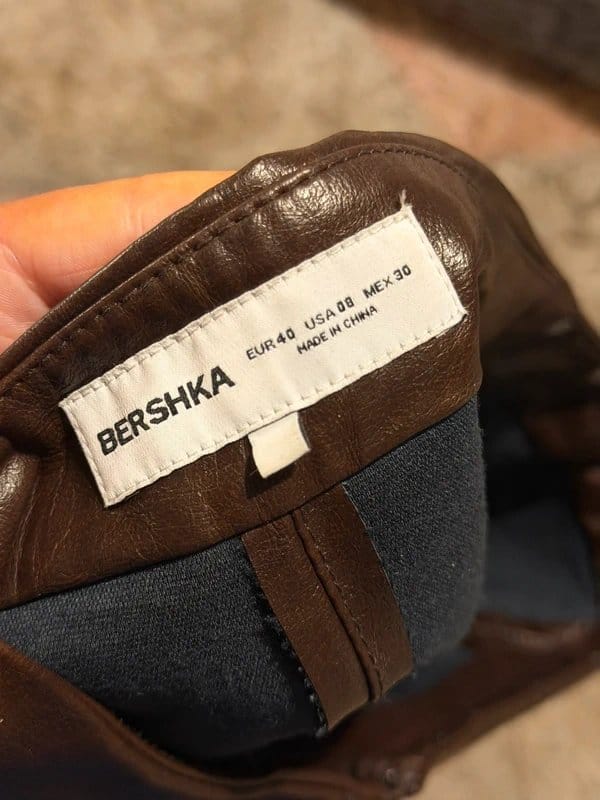 BERSHKA
EUR 40 USA 08 MEX 30
MADE IN CHINA